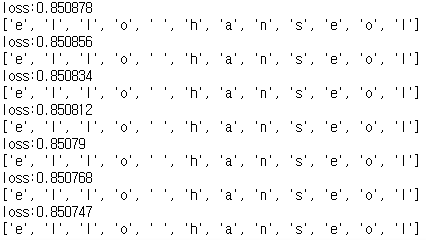 loss:0.850878
['e', 'l', 'l', 'o', ' ', 'h', 'a', 'n', 's', 'e', 'o', 'l']
loss:0.850856
['e', 'l', 'l', 'o', ' ', 'h', 'a', 'n', 's', 'e', 'o', 'l']
loss:0.850834
['e', 'l', 'l', 'o', ' ', 'h', 'a', 'n', 's', 'e', 'o', 'l']
loss:0.850812
['e', 'l', 'l', 'o', ' ', 'h', 'a', 'n', 's', 'e', 'o', 'l']
loss:0.85079
['e', 'l', 'l', 'o', ' ', 'h', 'a', 'n', 's', 'e', 'o', 'l']
loss:0.850768
['e', 'l', 'l', 'o', ' ', 'h', 'a', 'n', 's', 'e', 'o', 'l']
loss:0.850747
['e', 'l', 'l', 'o', ' ', 'h', 'a', 'n', 's', 'e', 'o', 'l']